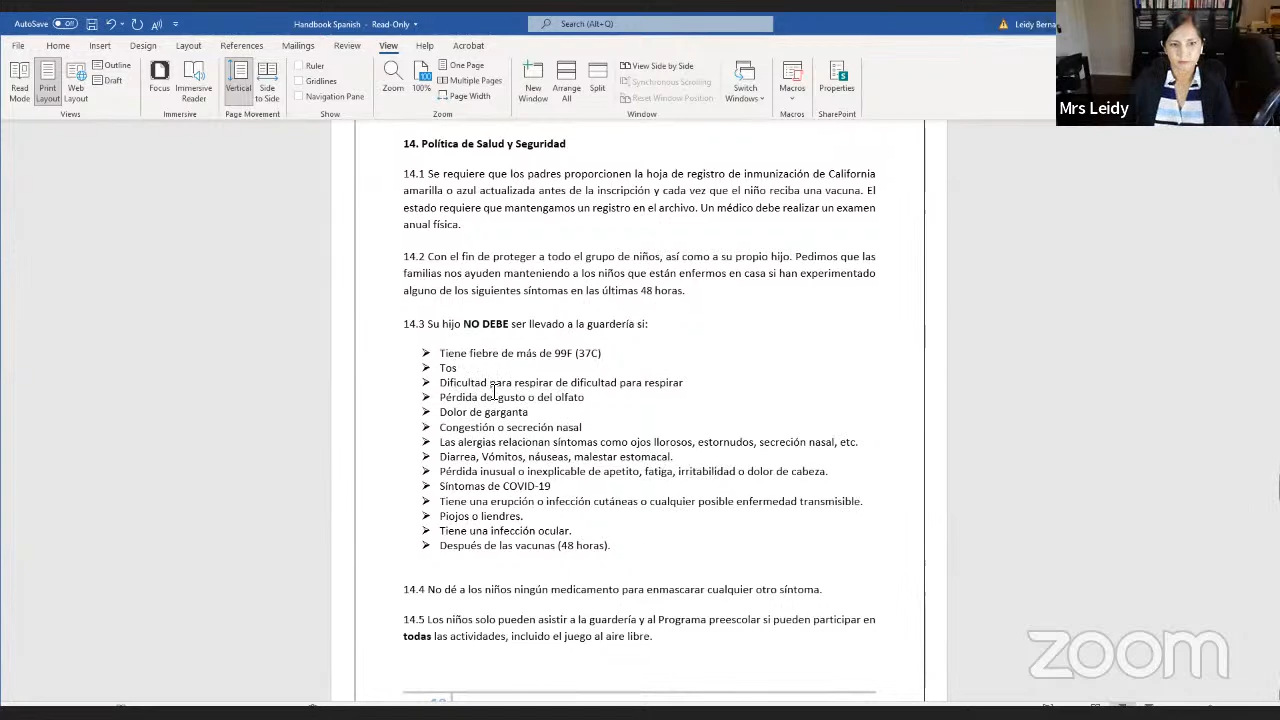 AutoSave Off Handbook Spanish - Read-Only Search (Alt+Q) Leidy Berna
File Home Insert Design Layout References Mailings Review View Help Acrobat
Read Mode Print Layout Web Layout Outline Draft Focus Immersive Reader Vertical Side to Side Ruler Gridlines Navigation Pane Zoom 100% One Page Multiple Pages Page Width New Window Arrange All Split View Side by Side Synchronous Scrolling Reset Window Position Switch Windows Macros Properties
Views Immersive Page Movement Show Zoom Window Macros SharePoint
Mrs Leidy
14. Política de Salud y Seguridad
14.1 Se requiere que los padres proporcionen la hoja de registro de inmunización de California
amarilla o azul actualizada antes de la inscripción y cada vez que el niño reciba una vacuna. El
estado requiere que mantengamos un registro en el archivo. Un médico debe realizar un examen
anual física.
14.2 Con el fin de proteger a todo el grupo de niños, así como a su propio hijo. Pedimos que las
familias nos ayuden manteniendo a los niños que están enfermos en casa si han experimentado
alguno de los siguientes síntomas en las últimas 48 horas.
14.3 Su hijo NO DEBE ser llevado a la guardería si:
Tiene fiebre de más de 99F (37C)
Tos
Dificultad para respirar de dificultad para respirar
Pérdida de gusto o del olfato
Dolor de garganta
Congestión o secreción nasal
Las alergias relacionan síntomas como ojos llorosos, estornudos, secreción nasal, etc.
Diarrea, Vómitos, náuseas, malestar estomacal.
Pérdida inusual o inexplicable de apetito, fatiga, irritabilidad o dolor de cabeza.
Síntomas de COVID-19
Tiene una erupción o infección cutáneas o cualquier posible enfermedad transmisible.
Piojos o liendres.
Tiene una infección ocular.
Después de las vacunas (48 horas).
14.4 No dé a los niños ningún medicamento para enmascarar cualquier otro síntoma.
14.5 Los niños solo pueden asistir a la guardería y al Programa preescolar si pueden participar en
todas las actividades, incluido el juego al aire libre.
zoom